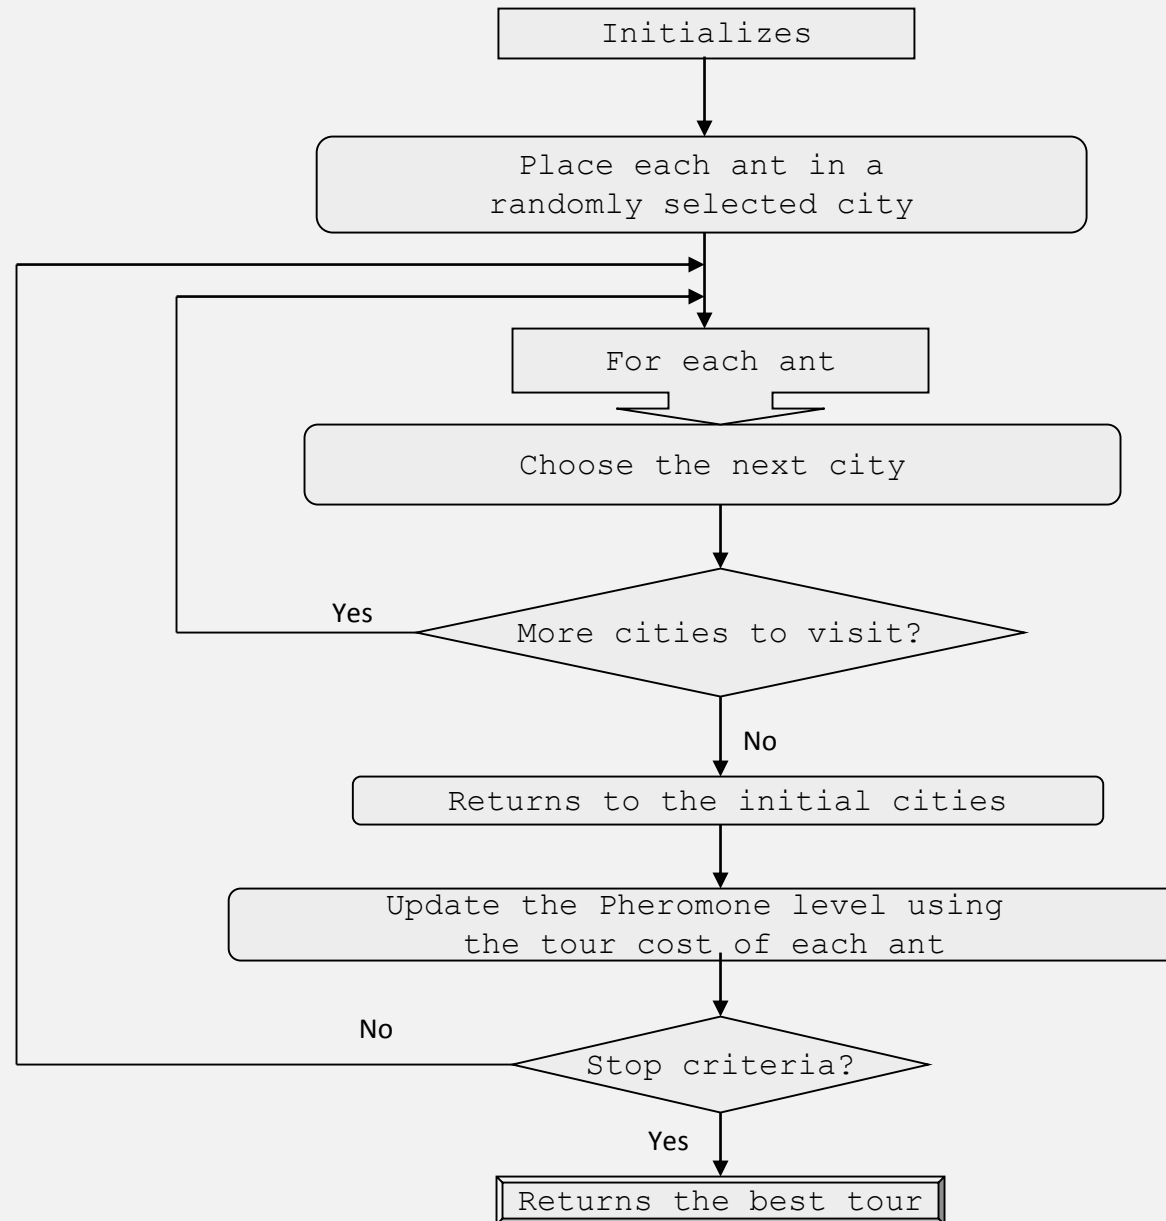 Initializes
Place each ant in a
randomly selected city
For each ant
Choose the next city
Yes
More cities to visit?
No
Returns to the initial cities
Update the Pheromone level using
the tour cost of each ant
No
Stop criteria?
Yes
Returns the best tour